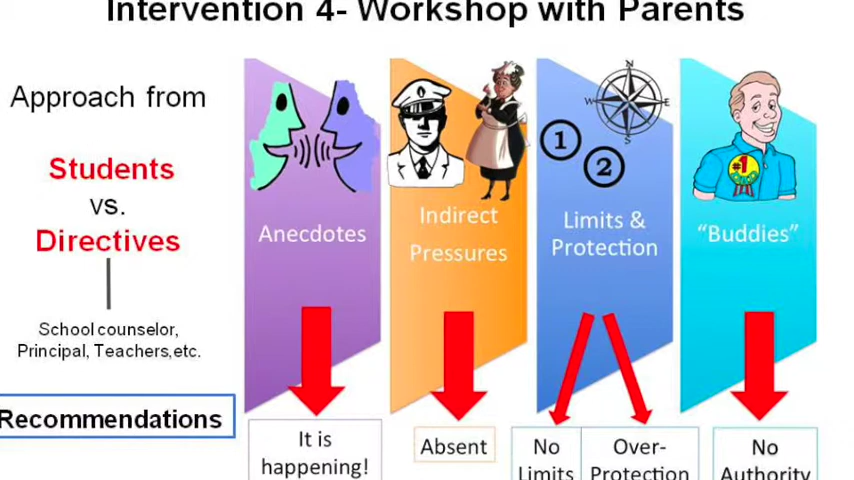 Intervention 4- Workshop with Parents
Approach from
Students
vs.
Directives
School counselor,
Principal, Teachers,etc.
Recommendations
Anecdotes
Indirect
Pressures
Limits &
Protection
"Buddies"
N
W
E
S
1
2
#1
It is
happening!
Absent
No
Limits
Over-
Protection
No
Authority